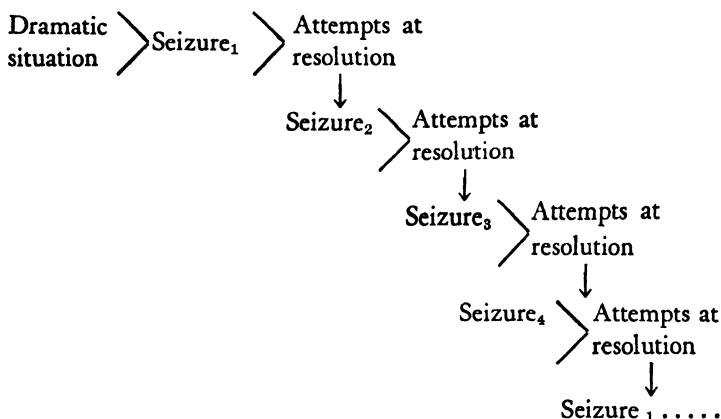 Dramatic situation
Seizure₁
Attempts at resolution
Seizure₂
Attempts at resolution
Seizure₃
Attempts at resolution
Seizure₄
Attempts at resolution
Seizure ₁ . . . . .